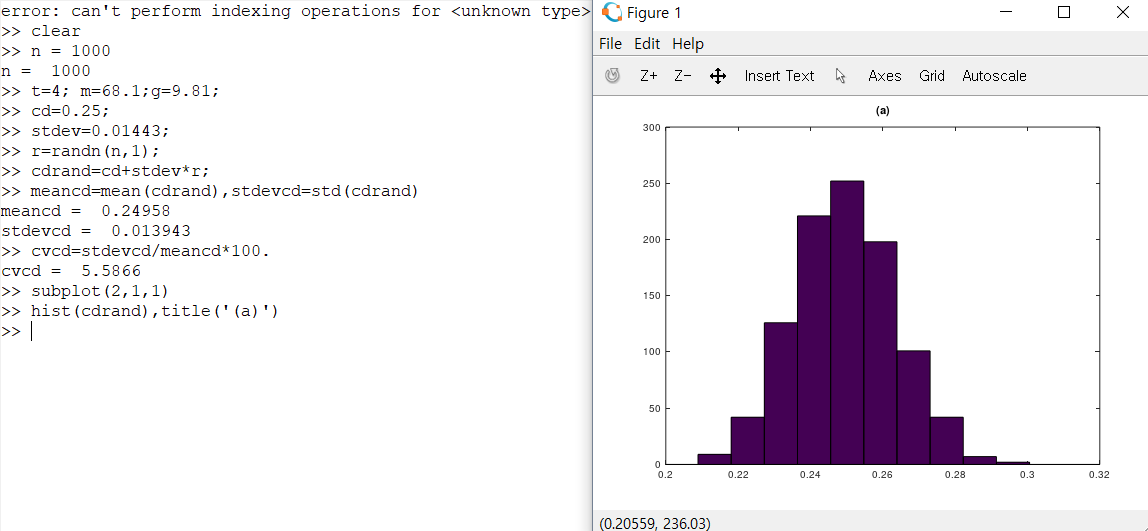 error: can't perform indexing operations for <unknown type>
>> clear
>> n = 1000
n =  1000
>> t=4; m=68.1;g=9.81;
>> cd=0.25;
>> stdev=0.01443;
>> r=randn(n,1);
>> cdrand=cd+stdev*r;
>> meancd=mean(cdrand),stdevcd=std(cdrand)
meancd =  0.24958
stdevcd =  0.013943
>> cvcd=stdevcd/meancd*100.
cvcd =  5.5866
>> subplot(2,1,1)
>> hist(cdrand),title('(a)')
>>
Figure 1
File Edit Help
Z+ Z− Insert Text Axes Grid Autoscale
(a)
300
250
200
150
100
50
0
0.2 0.22 0.24 0.26 0.28 0.3 0.32
(0.20559, 236.03)